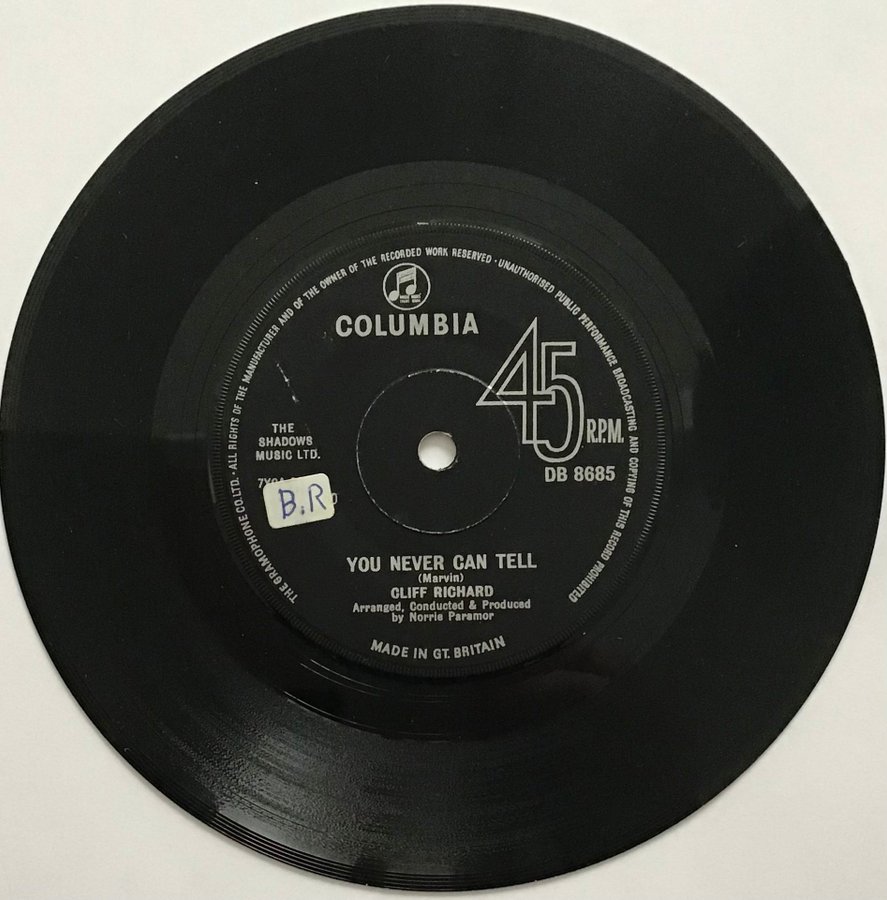 THE GRAMOPHONE CO. LTD. · ALL RIGHTS OF THE MANUFACTURER AND OF THE OWNER OF THE RECORDED WORK RESERVED · UNAUTHORISED PUBLIC PERFORMANCE BROADCASTING AND COPYING OF THIS RECORD PROHIBITED
COLUMBIA
45 R.P.M.
DB 8685
THE
SHADOWS
MUSIC LTD.
B.R
YOU NEVER CAN TELL
(Marvin)
CLIFF RICHARD
Arranged, Conducted & Produced
by Norrie Paramor
MADE IN GT. BRITAIN